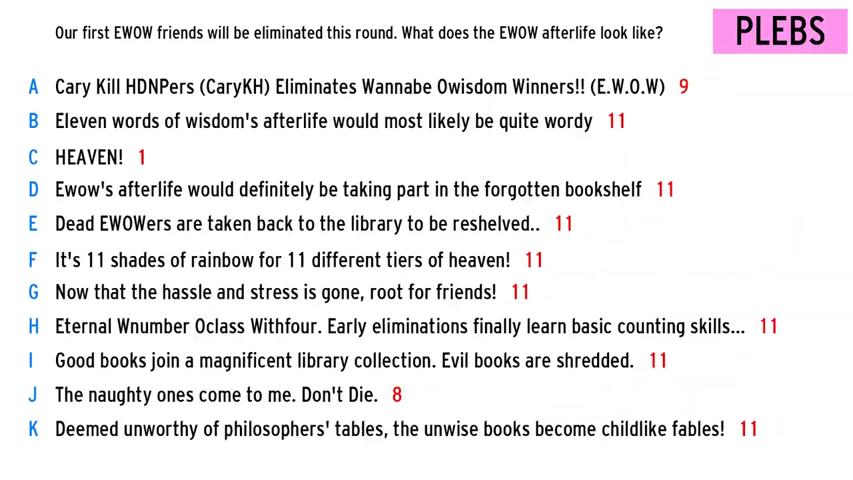 Our first EWOW friends will be eliminated this round. What does the EWOW afterlife look like?
PLEBS
A Cary Kill HDNPers (CaryKH) Eliminates Wannabe Owisdom Winners!! (E.W.O.W) 9
B Eleven words of wisdom's afterlife would most likely be quite wordy 11
C HEAVEN! 1
D Ewow's afterlife would definitely be taking part in the forgotten bookshelf 11
E Dead EWOWers are taken back to the library to be reshelved.. 11
F It's 11 shades of rainbow for 11 different tiers of heaven! 11
G Now that the hassle and stress is gone, root for friends! 11
H Eternal Wnumber Oclass Withfour. Early eliminations finally learn basic counting skills... 11
I Good books join a magnificent library collection. Evil books are shredded. 11
J The naughty ones come to me. Don't Die. 8
K Deemed unworthy of philosophers' tables, the unwise books become childlike fables! 11